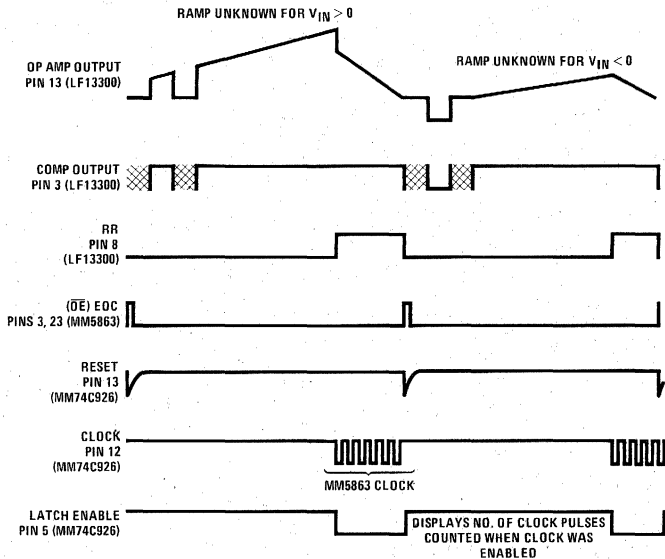 RAMP UNKNOWN FOR VIN > 0
OP AMP OUTPUT
PIN 13 (LF13300)
RAMP UNKNOWN FOR VIN < 0
COMP OUTPUT
PIN 3 (LF13300)
RR
PIN 8
(LF13300)
(OE) EOC
PINS 3, 23 (MM5863)
RESET
PIN 13
(MM74C926)
CLOCK
PIN 12
(MM74C926)
MM5863 CLOCK
LATCH ENABLE
PIN 5 (MM74C926)
DISPLAYS NO. OF CLOCK PULSES
COUNTED WHEN CLOCK WAS
ENABLED